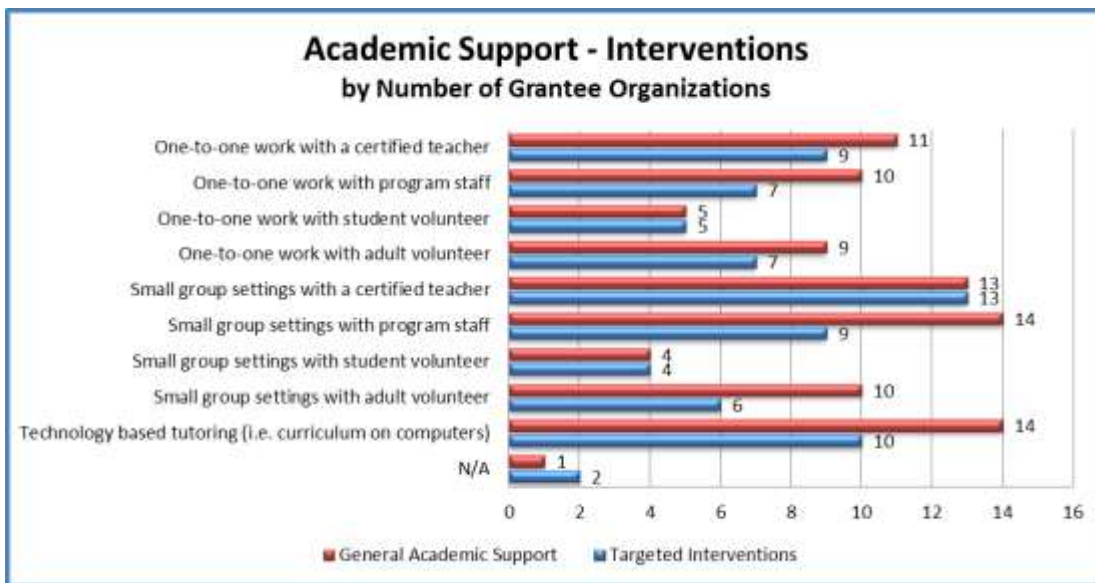 Academic Support - Interventions
by Number of Grantee Organizations
One-to-one work with a certified teacher
11
9
One-to-one work with program staff
10
7
One-to-one work with student volunteer
5
5
One-to-one work with adult volunteer
9
7
Small group settings with a certified teacher
13
13
Small group settings with program staff
14
9
Small group settings with student volunteer
4
4
Small group settings with adult volunteer
10
6
Technology based tutoring (i.e. curriculum on computers)
14
10
N/A
1
2
0 2 4 6 8 10 12 14 16
General Academic Support Targeted Interventions